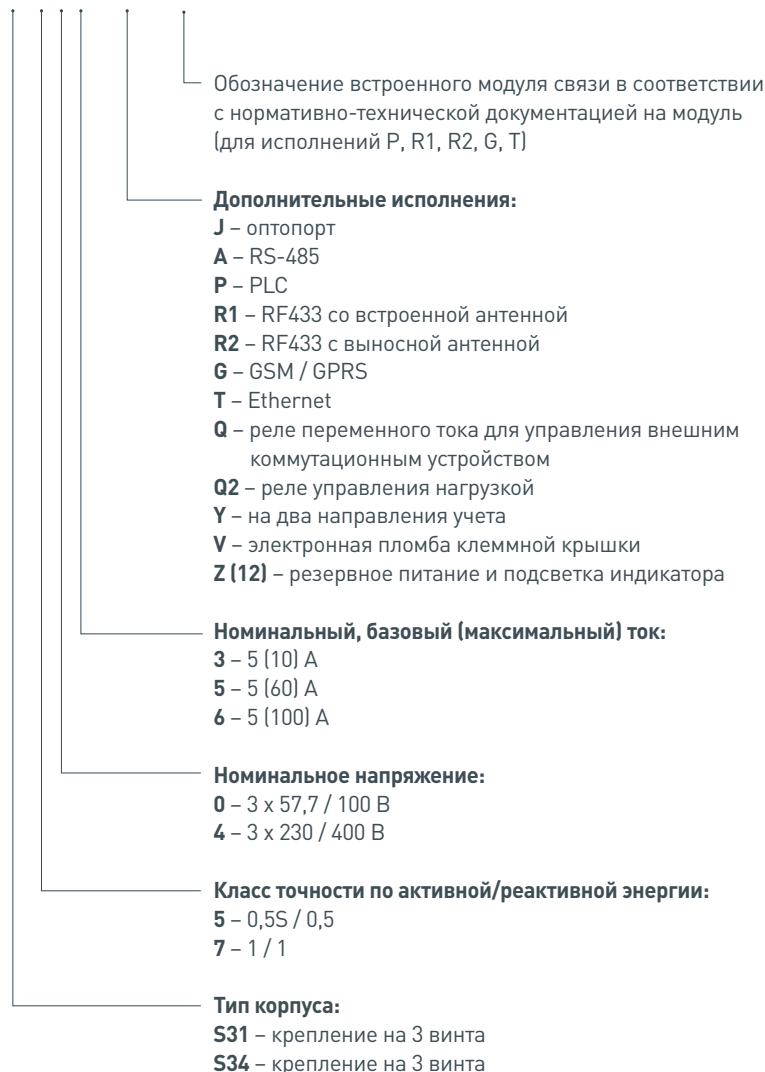 Обозначение встроенного модуля связи в соответствии
с нормативно-технической документацией на модуль
(для исполнений P, R1, R2, G, T)
Дополнительные исполнения:
J – оптопорт
A – RS-485
P – PLC
R1 – RF433 со встроенной антенной
R2 – RF433 с выносной антенной
G – GSM / GPRS
T – Ethernet
Q – реле переменного тока для управления внешним
коммутационным устройством
Q2 – реле управления нагрузкой
Y – на два направления учета
V – электронная пломба клеммной крышки
Z (12) – резервное питание и подсветка индикатора
Номинальный, базовый (максимальный) ток:
3 – 5 (10) А
5 – 5 (60) А
6 – 5 (100) А
Номинальное напряжение:
0 – 3 x 57,7 / 100 В
4 – 3 x 230 / 400 В
Класс точности по активной/реактивной энергии:
5 – 0,5S / 0,5
7 – 1 / 1
Тип корпуса:
S31 – крепление на 3 винта
S34 – крепление на 3 винта